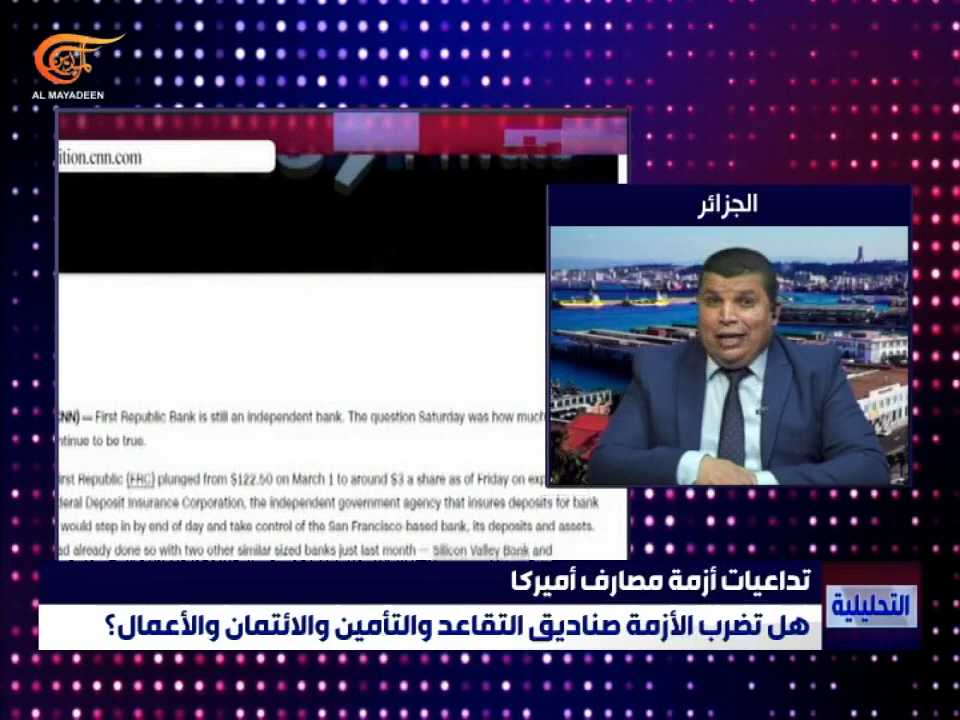 AL MAYADEEN
ition.cnn.com
الجزائر
NN) — First Republic Bank is still an independent bank. The question Saturday was how much
ntinue to be true.
irst Republic (FRC) plunged from $122.50 on March 1 to around $3 a share as of Friday on exp
deral Deposit Insurance Corporation, the independent government agency that insures deposits for bank
would step in by end of day and take control of the San Francisco-based bank, its deposits and assets.
ad already done so with two other similar sized banks just last month — Silicon Valley Bank and
تداعيات أزمة مصارف أميركا
التحليلية
هل تضرب الأزمة صناديق التقاعد والتأمين والائتمان والأعمال؟